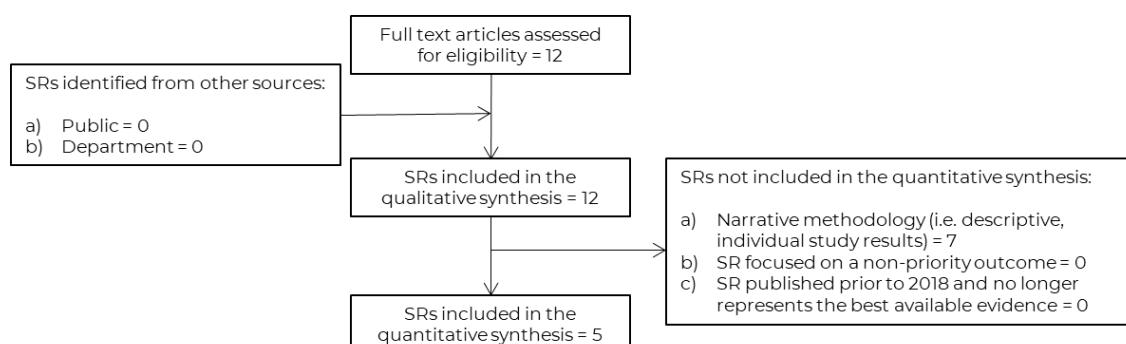 Full text articles assessed
for eligibility = 12
SRs identified from other sources:
a) Public = 0
b) Department = 0
SRs included in the
qualitative synthesis = 12
SRs not included in the quantitative synthesis:
a) Narrative methodology (i.e. descriptive,
individual study results) = 7
b) SR focused on a non-priority outcome = 0
c) SR published prior to 2018 and no longer
represents the best available evidence = 0
SRs included in the
quantitative synthesis = 5